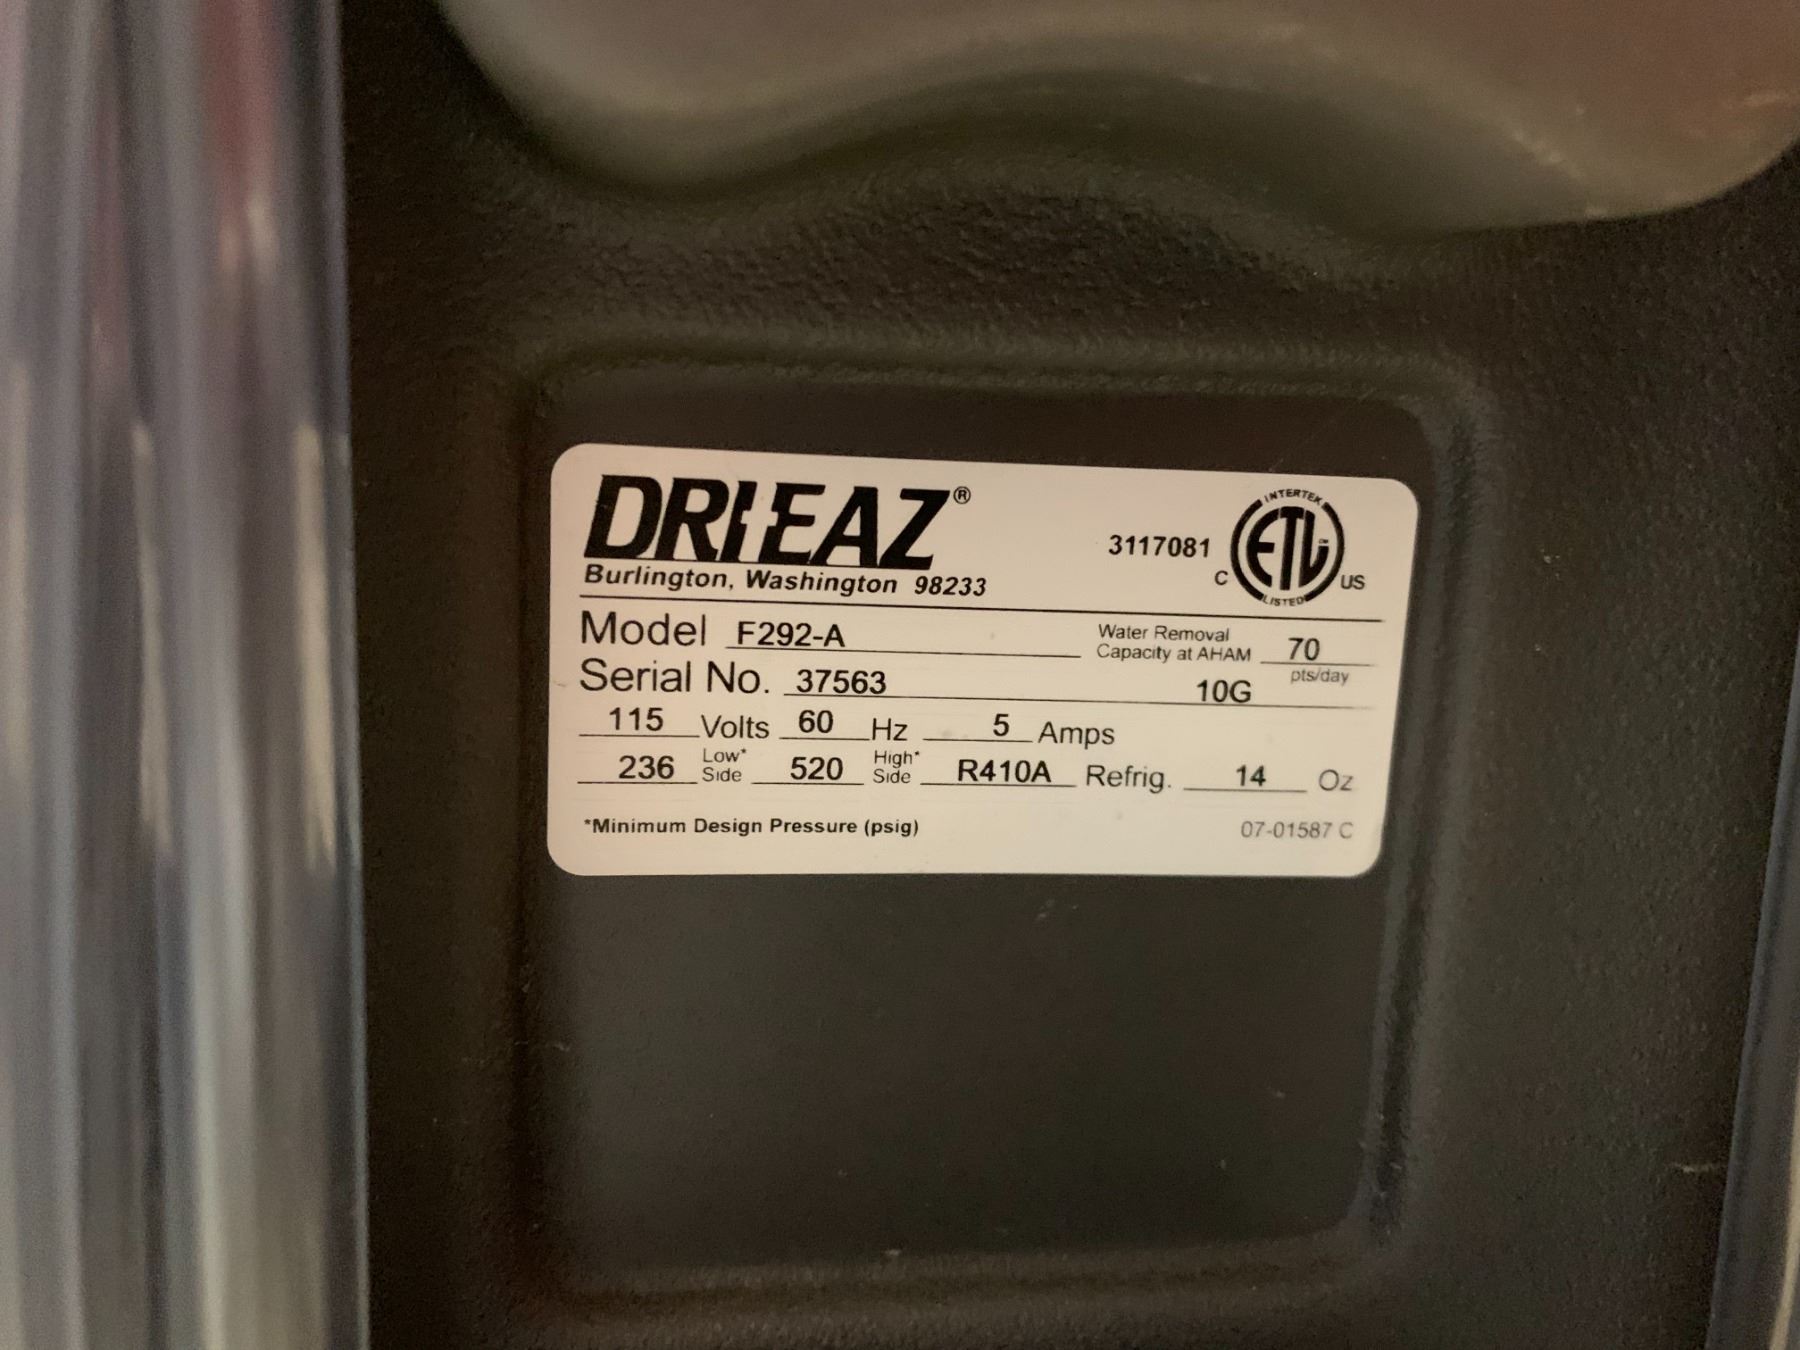 DRI-EAZ®
Burlington, Washington 98233
3117081
INTERTEK
C ETL US
LISTED
Model F292-A
Water Removal
Capacity at AHAM 70
pts/day
Serial No. 37563 10G
115 Volts 60 Hz 5 Amps
236 Low* Side 520 High* Side R410A Refrig. 14 Oz
*Minimum Design Pressure (psig) 07-01587 C